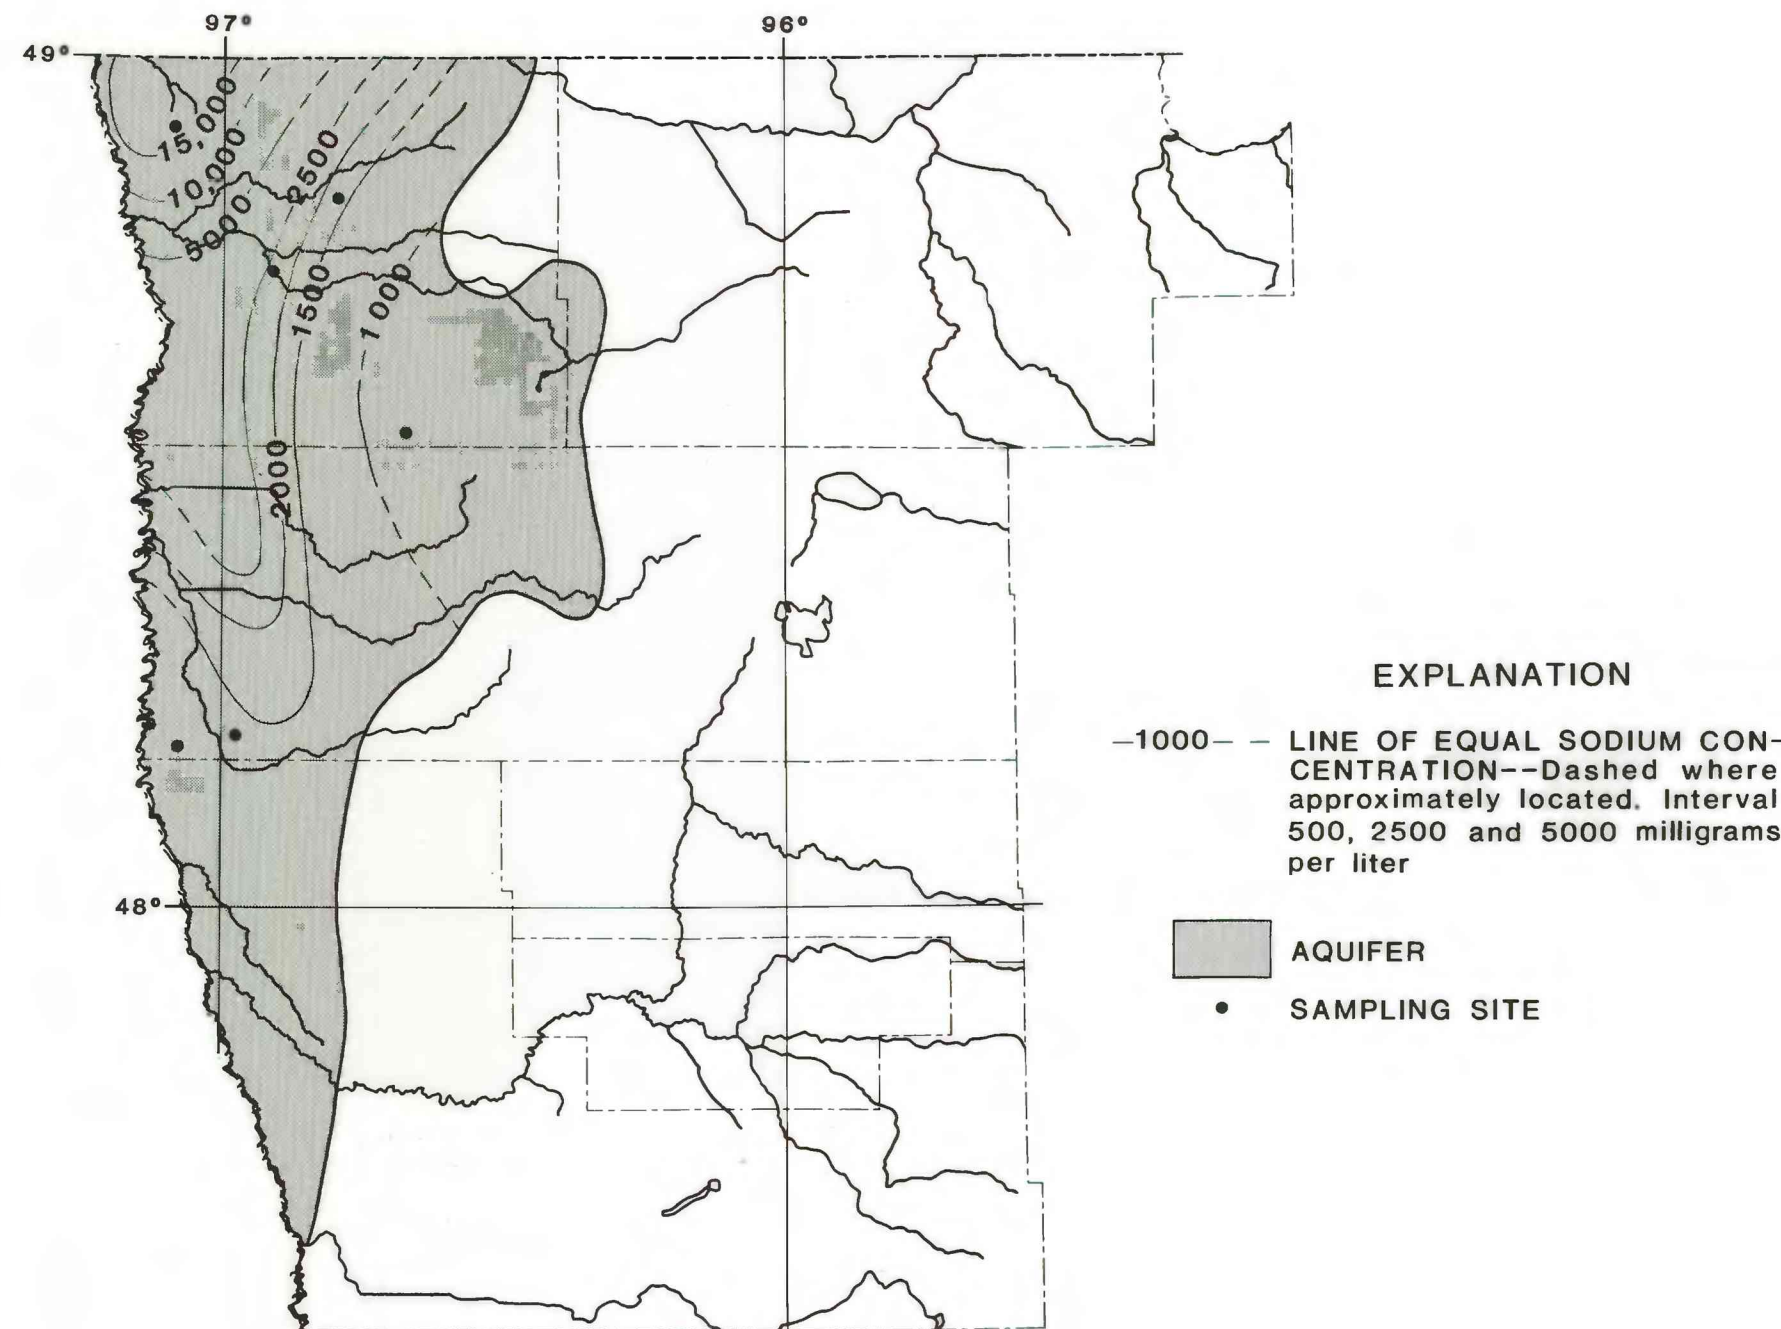 97°
96°
49°
15,000
10,000
5000
2500
1500
1000
2000
48°
EXPLANATION
—1000— — LINE OF EQUAL SODIUM CON-
CENTRATION--Dashed where
approximately located. Interval
500, 2500 and 5000 milligrams
per liter
AQUIFER
SAMPLING SITE